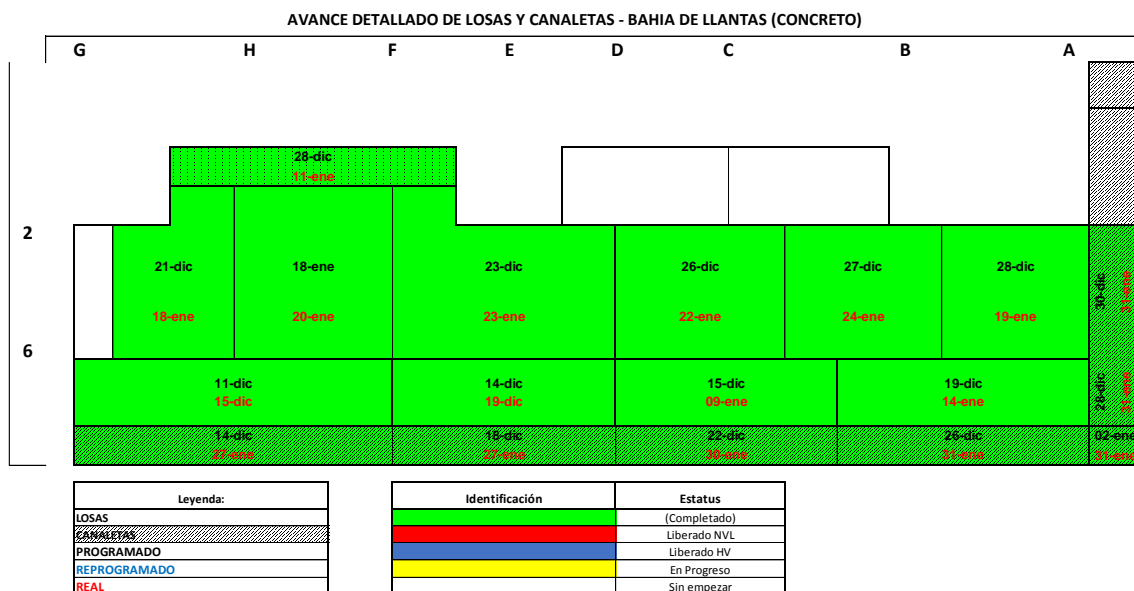 AVANCE DETALLADO DE LOSAS Y CANALETAS - BAHIA DE LLANTAS (CONCRETO)
G H F E D C B A
28-dic
11-ene
2
21-dic 18-ene 23-dic 26-dic 27-dic 28-dic
18-ene 20-ene 23-ene 22-ene 24-ene 19-ene
30-dic
31-ene
6
11-dic 14-dic 15-dic 19-dic
15-dic 19-dic 09-ene 14-ene
28-dic
31-ene
14-dic 18-dic 22-dic 26-dic 02-ene
27-ene 27-ene 30-ene 31-ene 31-ene
Leyenda: Identificación Estatus
LOSAS (Completado)
CANALETAS Liberado NVL
PROGRAMADO Liberado HV
REPROGRAMADO En Progreso
REAL Sin empezar